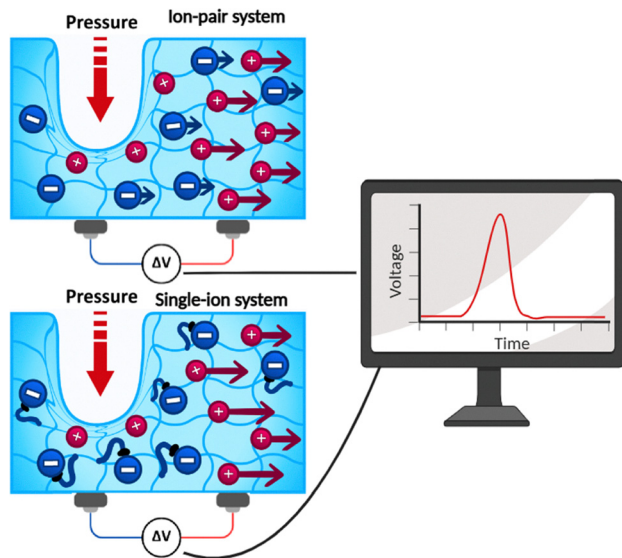 Ion-pair system
Pressure
ΔV
Pressure
Single-ion system
ΔV
Voltage
Time